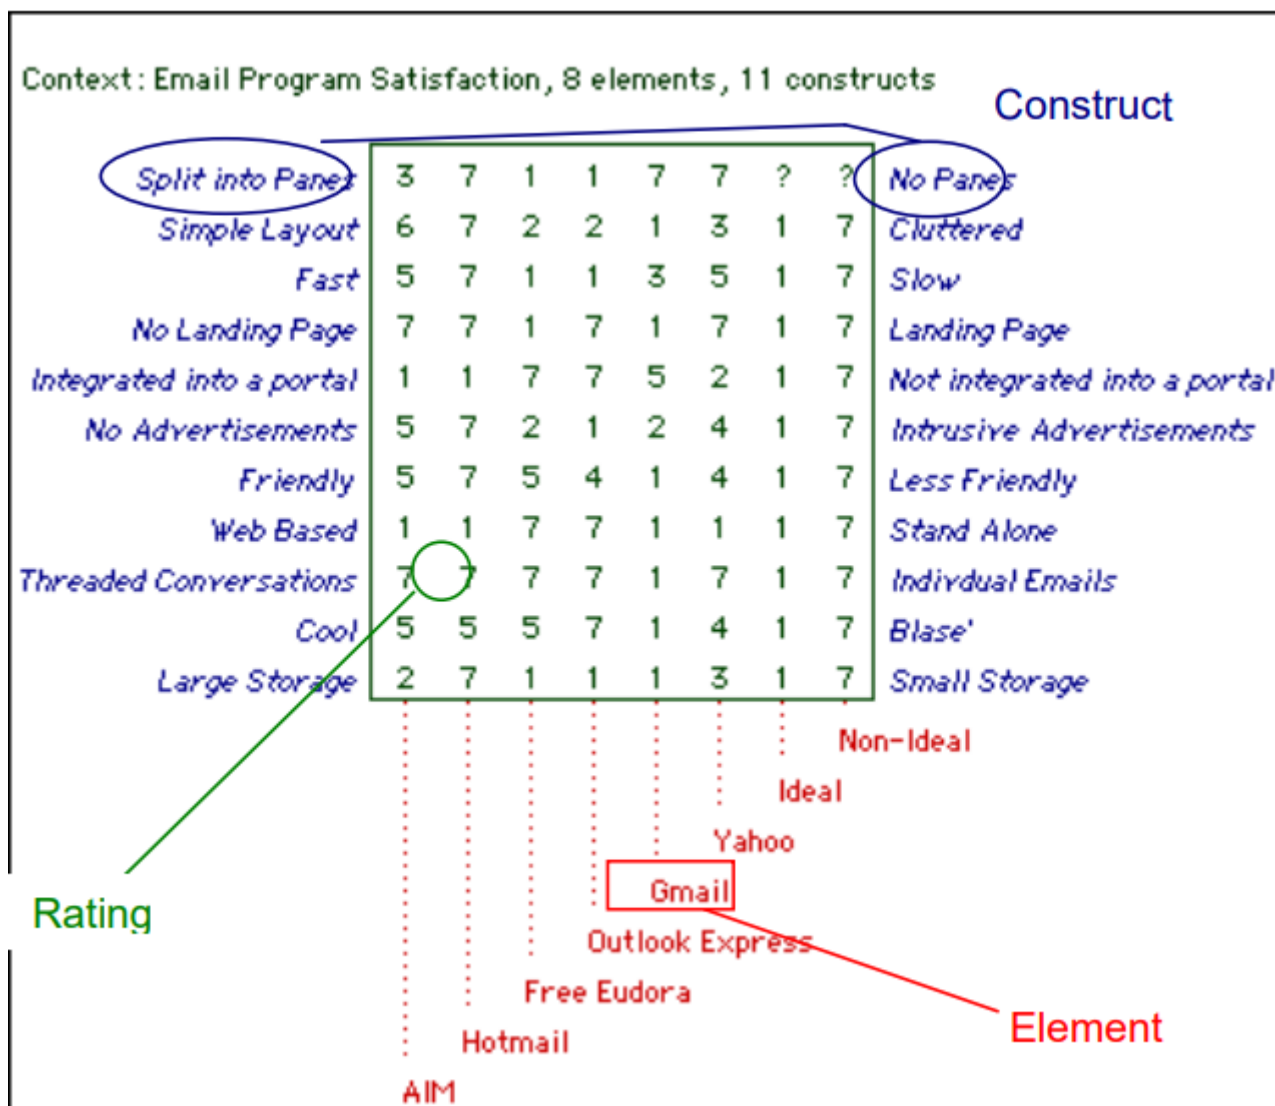 Context: Email Program Satisfaction, 8 elements, 11 constructs
Construct
Split into Panes 3 7 1 1 7 7 ? ? No Panes
Simple Layout 6 7 2 2 1 3 1 7 Cluttered
Fast 5 7 1 1 3 5 1 7 Slow
No Landing Page 7 7 1 7 1 7 1 7 Landing Page
Integrated into a portal 1 1 7 7 5 2 1 7 Not integrated into a portal
No Advertisements 5 7 2 1 2 4 1 7 Intrusive Advertisements
Friendly 5 7 5 4 1 4 1 7 Less Friendly
Web Based 1 1 7 7 1 1 1 7 Stand Alone
Threaded Conversations 7 7 7 7 1 7 1 7 Indivdual Emails
Cool 5 5 5 7 1 4 1 7 Blase'
Large Storage 2 7 1 1 1 3 1 7 Small Storage
Non-Ideal
Ideal
Yahoo
Gmail
Rating
Outlook Express
Free Eudora
Element
Hotmail
AIM